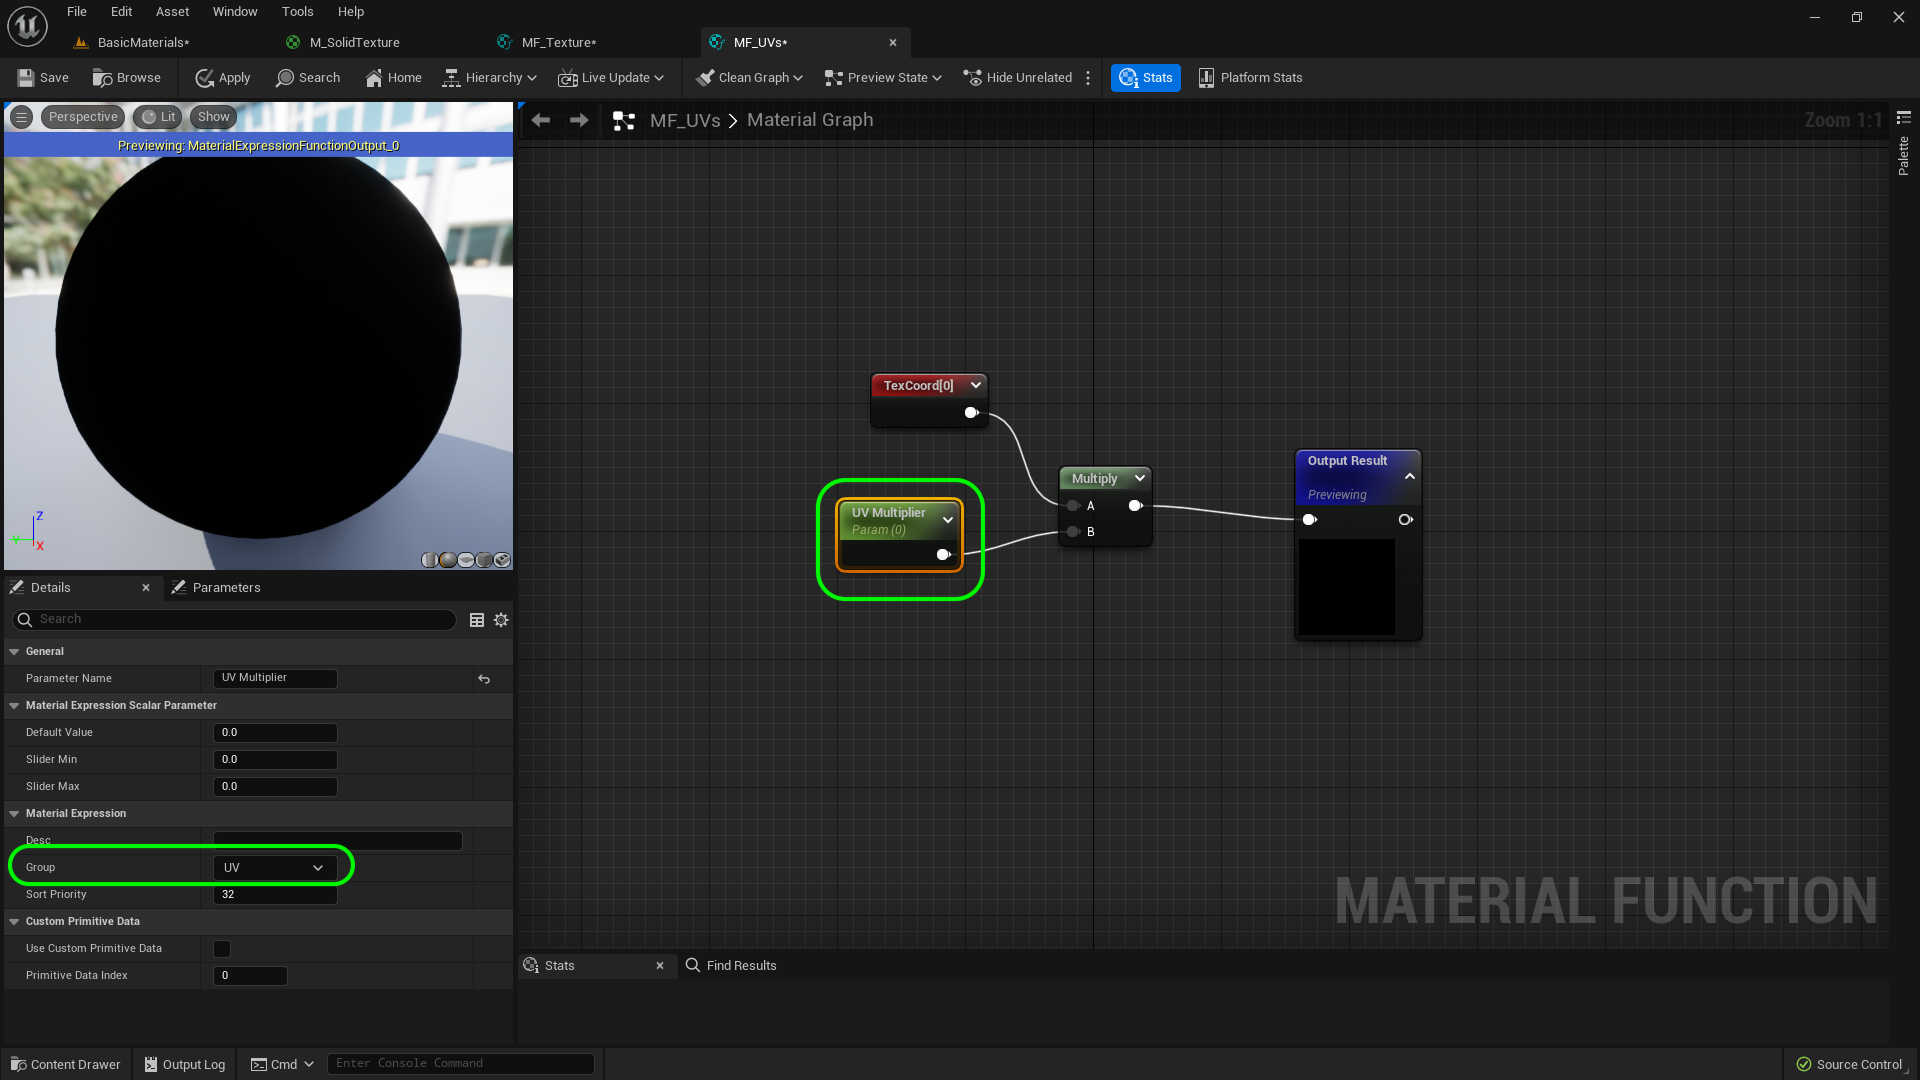 File Edit Asset Window Tools Help
BasicMaterials* M_SolidTexture MF_Texture* MF_UVs*
Save Browse Apply Search Home Hierarchy Live Update Clean Graph Preview State Hide Unrelated Stats Platform Stats
Perspective Lit Show
Previewing: MaterialExpressionFunctionOutput_0
MF_UVs > Material Graph
Zoom 1:1
Palette
TexCoord[0]
UV Multiplier
Param (0)
Multiply
A
B
Output Result
Previewing
Z
Y
X
Details Parameters
Search
General
Parameter Name UV Multiplier
Material Expression Scalar Parameter
Default Value 0.0
Slider Min 0.0
Slider Max 0.0
Material Expression
Desc
Group UV
Sort Priority 32
Custom Primitive Data
Use Custom Primitive Data
Primitive Data Index 0
MATERIAL FUNCTION
Stats Find Results
Content Drawer Output Log Cmd Enter Console Command Source Control